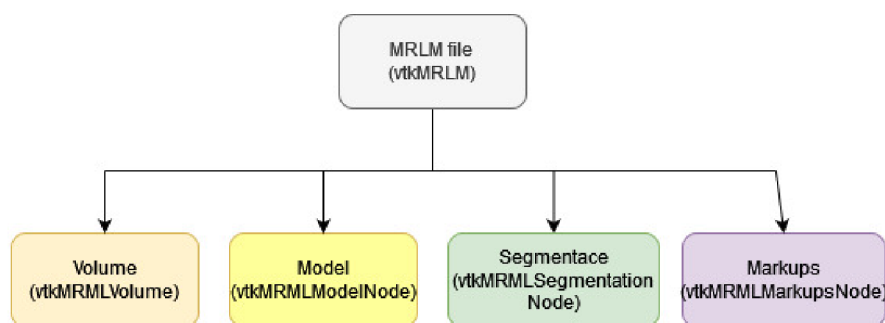 MRLM file
(vtkMRLM)
Volume
(vtkMRMLVolume)
Model
(vtkMRMLModelNode)
Segmentace
(vtkMRMLSegmentation
Node)
Markups
(vtkMRMLMarkupsNode)